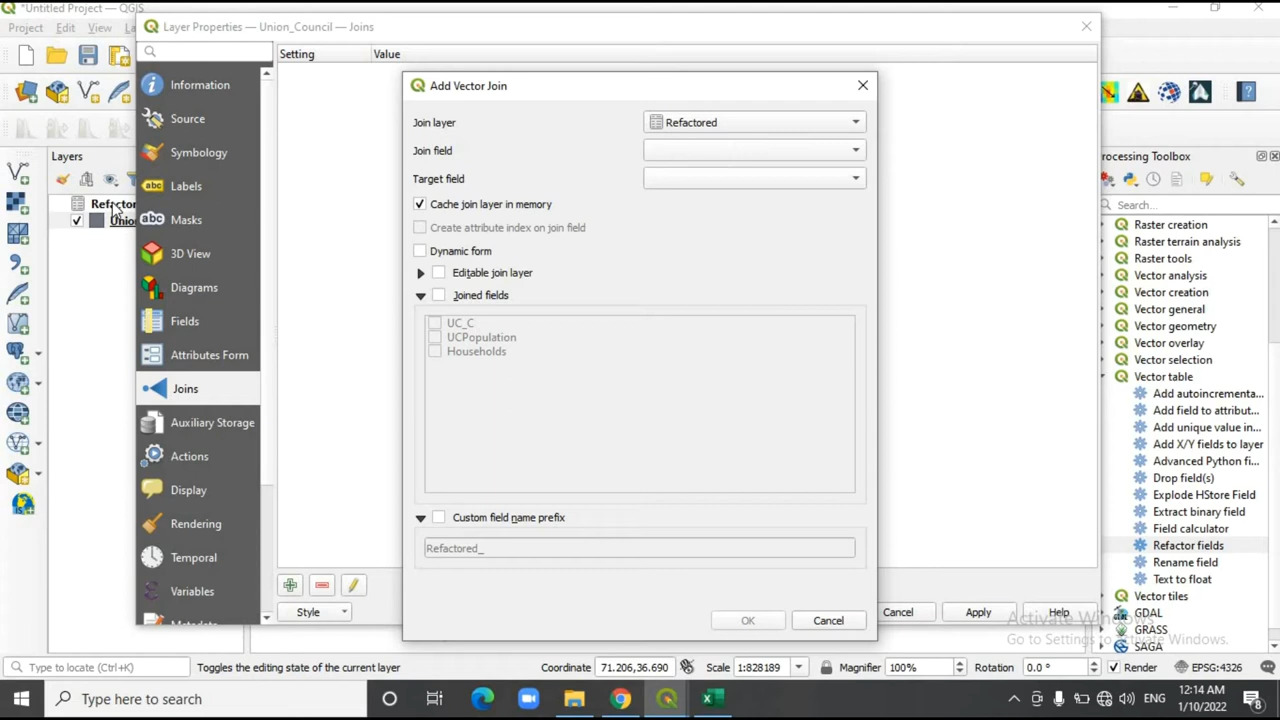 *Untitled Project — QGIS
Project Edit View
Layer Properties — Union_Council — Joins
Setting Value
Information
Source
Symbology
Labels
Masks
3D View
Diagrams
Fields
Attributes Form
Joins
Auxiliary Storage
Actions
Display
Rendering
Temporal
Variables
Style
Cancel
Apply
Help
Layers
Add Vector Join
Join layer
Refactored
Join field
Target field
Cache join layer in memory
Create attribute index on join field
Dynamic form
Editable join layer
Joined fields
UC_C
UCPopulation
Households
Custom field name prefix
Refactored_
OK
Cancel
Search...
Raster creation
Raster terrain analysis
Raster tools
Vector analysis
Vector creation
Vector general
Vector geometry
Vector overlay
Vector selection
Vector table
Add autoincrementa...
Add field to attribut...
Add unique value in...
Add X/Y fields to layer
Advanced Python fi...
Drop field(s)
Explode HStore Field
Extract binary field
Field calculator
Refactor fields
Rename field
Text to float
Vector tiles
GDAL
GRASS
SAGA
Activate Windows
Go to Settings to Activate Windows.
Type to locate (Ctrl+K)
Toggles the editing state of the current layer
Coordinate 71.206,36.690
Scale 1:828189
Magnifier 100%
Rotation 0.0 °
Render
EPSG:4326
Type here to search
ENG
12:14 AM
1/10/2022
8